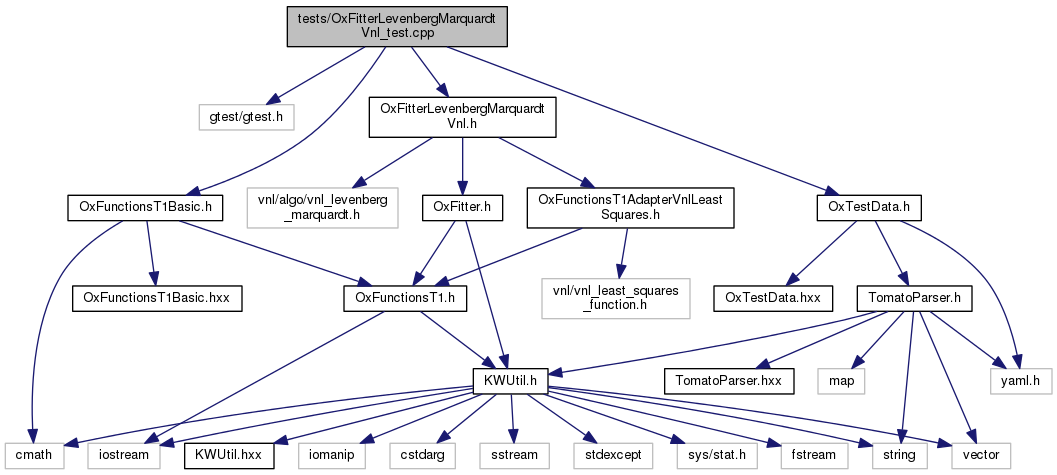 tests/OxFitterLevenbergMarquardt
Vnl_test.cpp
gtest/gtest.h
OxFitterLevenbergMarquardt
Vnl.h
OxFunctionsT1Basic.h
vnl/algo/vnl_levenberg
_marquardt.h
OxFitter.h
OxFunctionsT1AdapterVnlLeast
Squares.h
OxTestData.h
OxFunctionsT1Basic.hxx
OxFunctionsT1.h
vnl/vnl_least_squares
_function.h
OxTestData.hxx
TomatoParser.h
KWUtil.h
TomatoParser.hxx
map
yaml.h
cmath
iostream
KWUtil.hxx
iomanip
cstdarg
sstream
stdexcept
sys/stat.h
fstream
string
vector